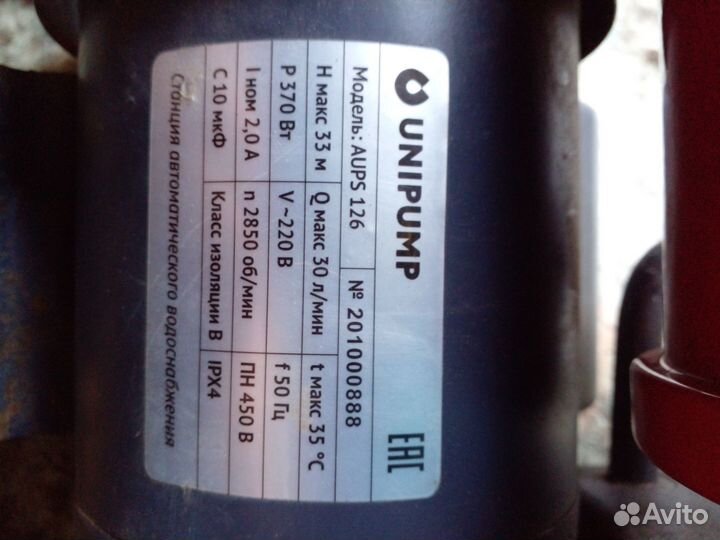 UNIPUMP EAC
Модель: AUPS 126 № 201000888
H макс 33 м Q макс 30 л/мин t макс 35 °C
P 370 Вт V ~220 В f 50 Гц
I ном 2,0 А n 2850 об/мин ПН 450 В
C 10 мкФ Класс изоляции B IPX4
Станция автоматического водоснабжения
Avito